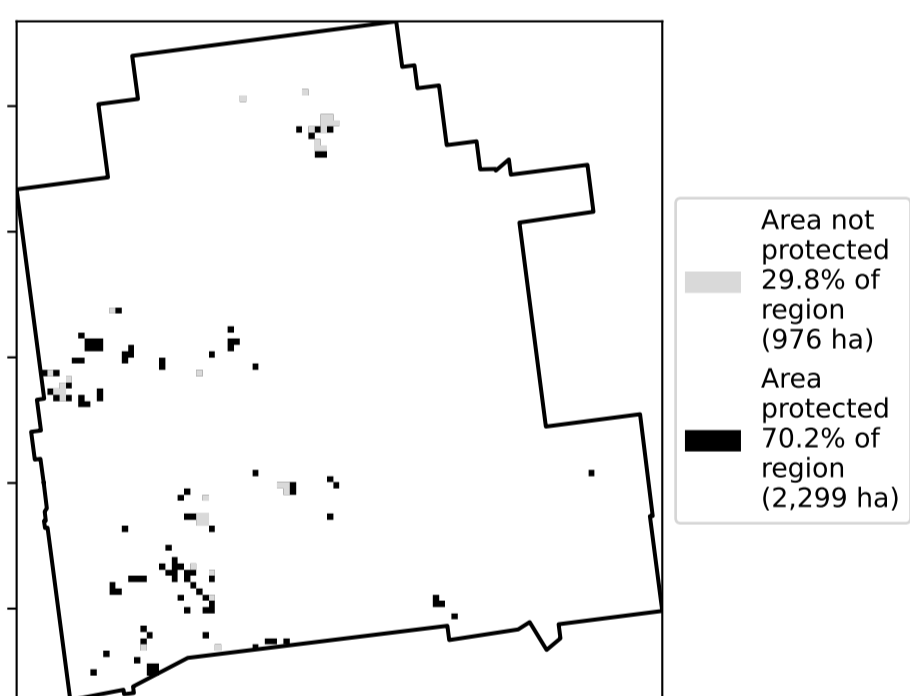 Area not
protected
29.8% of
region
(976 ha)
Area
protected
70.2% of
region
(2,299 ha)